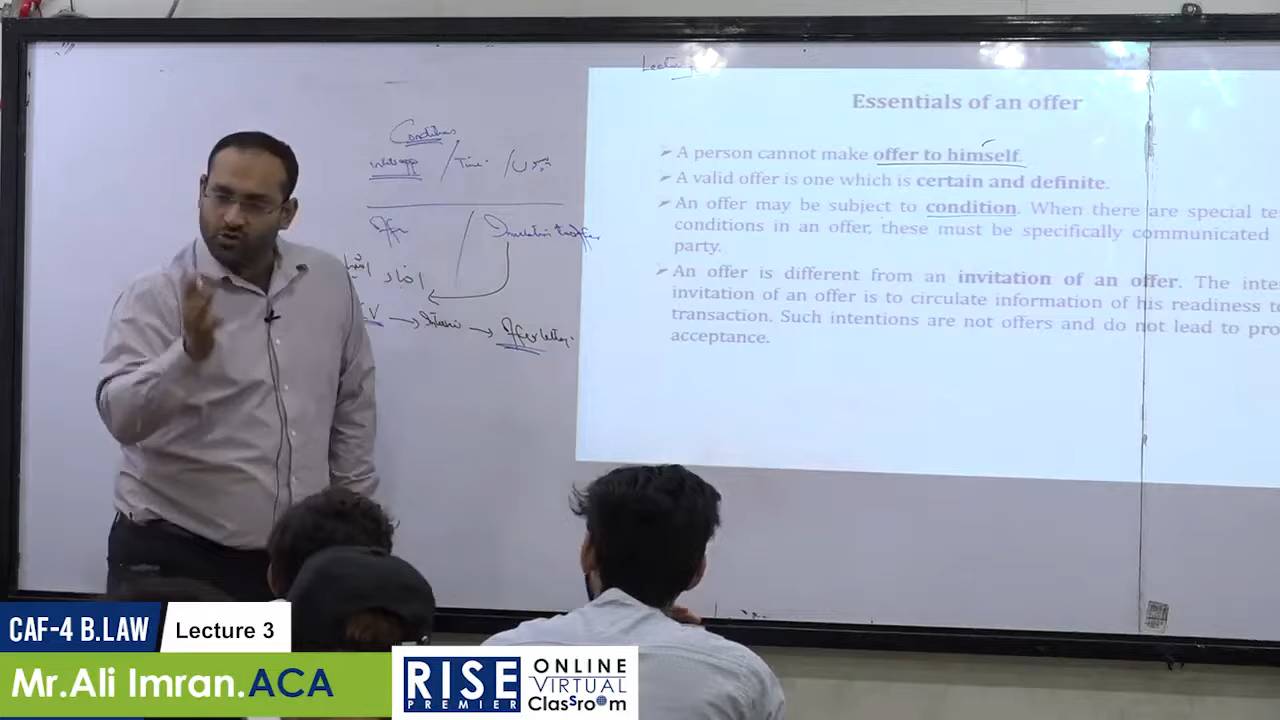 Essentials of an offer
➢ A person cannot make offer to himself.
➢ A valid offer is one which is certain and definite.
➢ An offer may be subject to condition. When there are special te
conditions in an offer, these must be specifically communicated
party.
➢ An offer is different from an invitation of an offer. The inte
invitation of an offer is to circulate information of his readiness t
transaction. Such intentions are not offers and do not lead to pro
acceptance.
Conditions
whatsapp / Time /
Offer
اخبار
CV → → Offer letter
CAF-4 B.LAW
Lecture 3
Mr.Ali Imran.ACA
RISE
PREMIER
ONLINE
VIRTUAL
Classroom